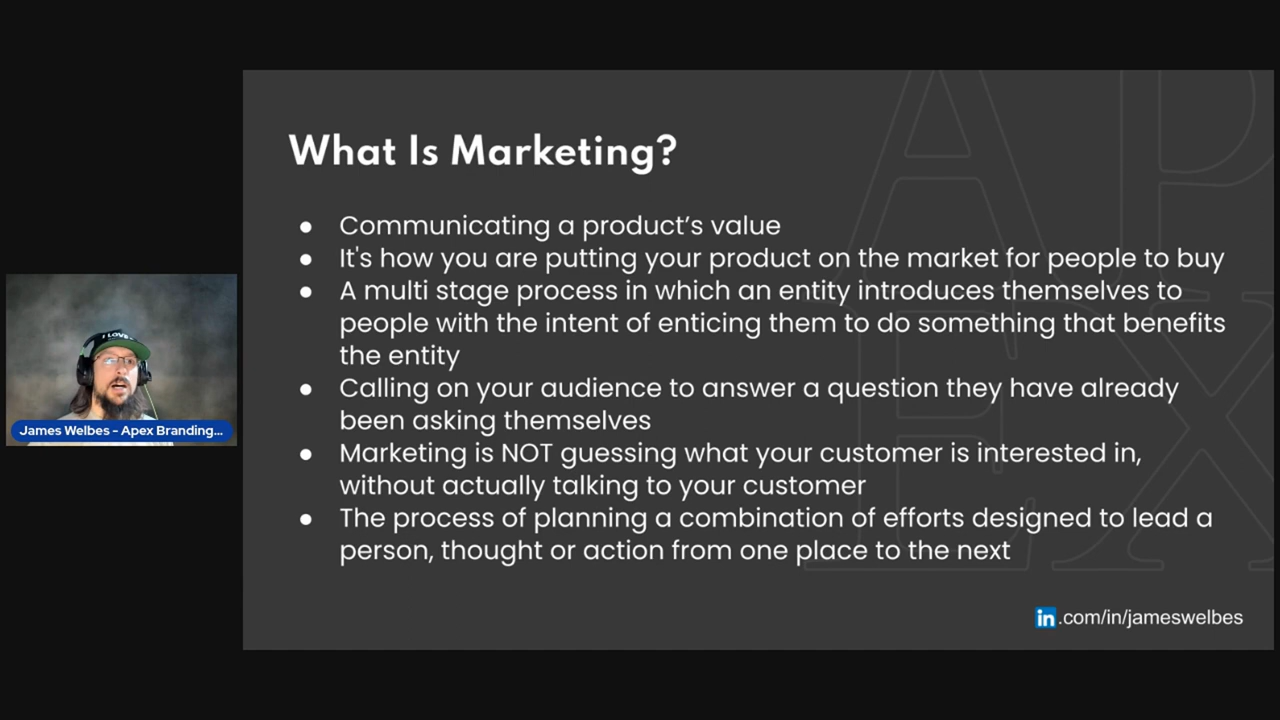 What Is Marketing?
● Communicating a product’s value
● It's how you are putting your product on the market for people to buy
● A multi stage process in which an entity introduces themselves to
people with the intent of enticing them to do something that benefits
the entity
● Calling on your audience to answer a question they have already
been asking themselves
● Marketing is NOT guessing what your customer is interested in,
without actually talking to your customer
● The process of planning a combination of efforts designed to lead a
person, thought or action from one place to the next
in.com/in/jameswelbes
I LOVE
James Welbes - Apex Branding...
APEX